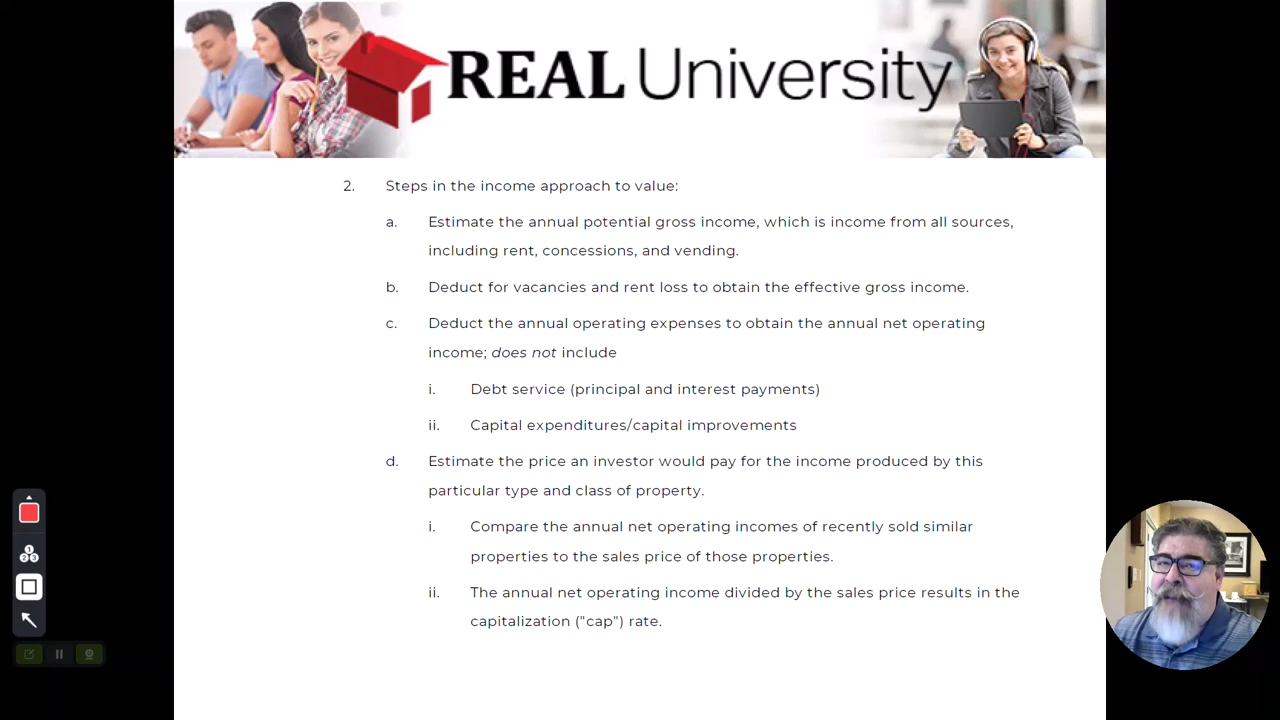 REAL University
2. Steps in the income approach to value:
a. Estimate the annual potential gross income, which is income from all sources,
including rent, concessions, and vending.
b. Deduct for vacancies and rent loss to obtain the effective gross income.
c. Deduct the annual operating expenses to obtain the annual net operating
income; does not include
i. Debt service (principal and interest payments)
ii. Capital expenditures/capital improvements
d. Estimate the price an investor would pay for the income produced by this
particular type and class of property.
i. Compare the annual net operating incomes of recently sold similar
properties to the sales price of those properties.
ii. The annual net operating income divided by the sales price results in the
capitalization ("cap") rate.